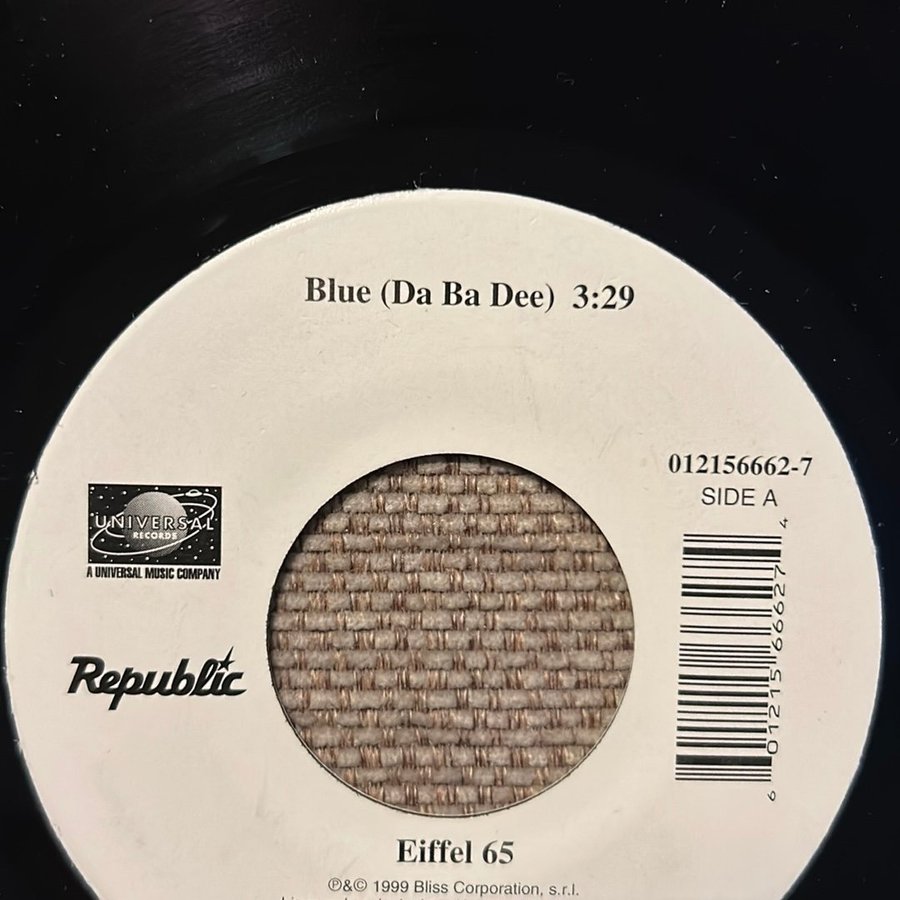 Blue (Da Ba Dee) 3:29
012156662-7
SIDE A
UNIVERSAL
RECORDS
A UNIVERSAL MUSIC COMPANY
Republic
6 01215 66627 4
Eiffel 65
℗&© 1999 Bliss Corporation, s.r.l.